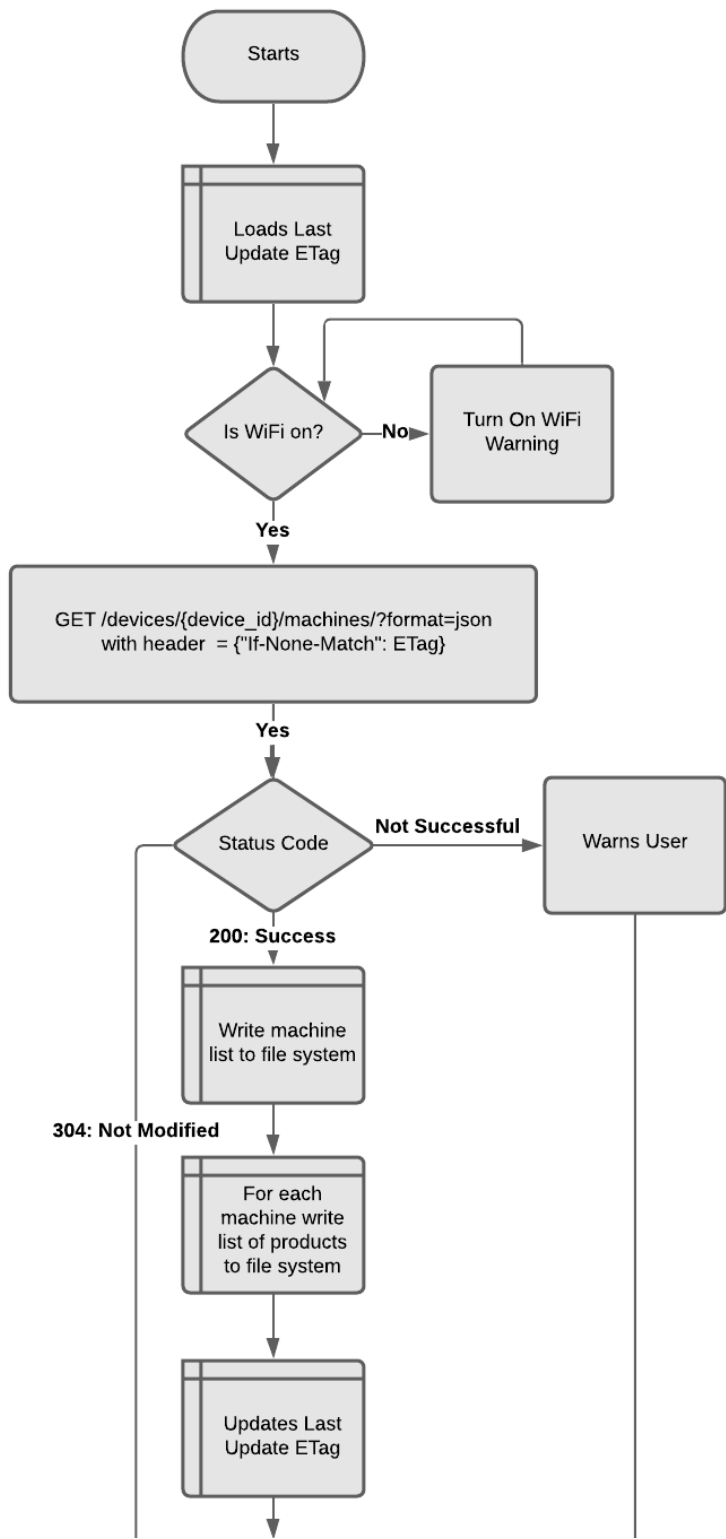 Starts
Loads Last
Update ETag
Is WiFi on?
No
Turn On WiFi
Warning
Yes
GET /devices/{device_id}/machines/?format=json
with header  = {"If-None-Match": ETag}
Yes
Status Code
Not Successful
Warns User
200: Success
Write machine
list to file system
304: Not Modified
For each
machine write
list of products
to file system
Updates Last
Update ETag